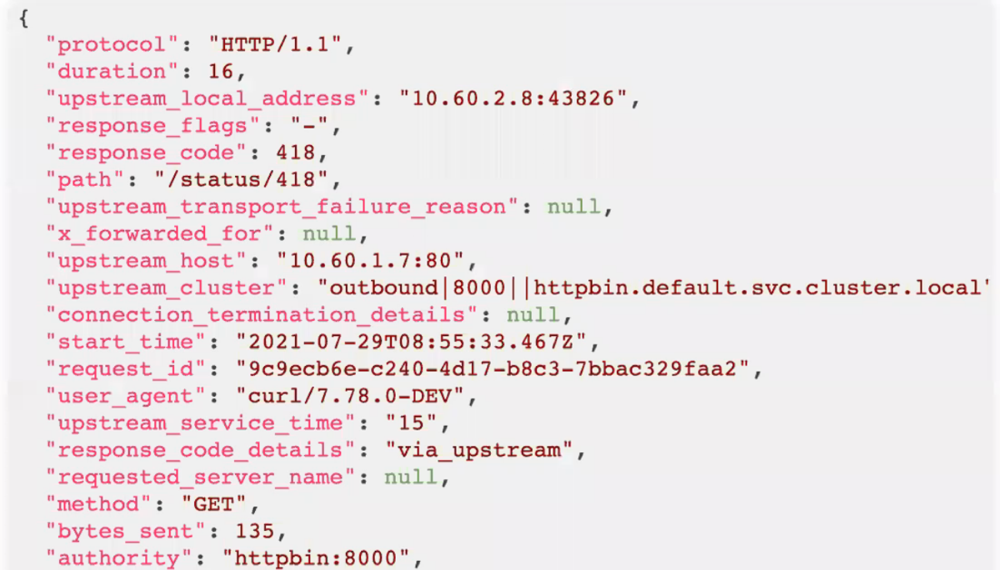 {
"protocol": "HTTP/1.1",
"duration": 16,
"upstream_local_address": "10.60.2.8:43826",
"response_flags": "-",
"response_code": 418,
"path": "/status/418",
"upstream_transport_failure_reason": null,
"x_forwarded_for": null,
"upstream_host": "10.60.1.7:80",
"upstream_cluster": "outbound|8000||httpbin.default.svc.cluster.local"
"connection_termination_details": null,
"start_time": "2021-07-29T08:55:33.467Z",
"request_id": "9c9ecb6e-c240-4d17-b8c3-7bbac329faa2",
"user_agent": "curl/7.78.0-DEV",
"upstream_service_time": "15",
"response_code_details": "via_upstream",
"requested_server_name": null,
"method": "GET",
"bytes_sent": 135,
"authority": "httpbin:8000",